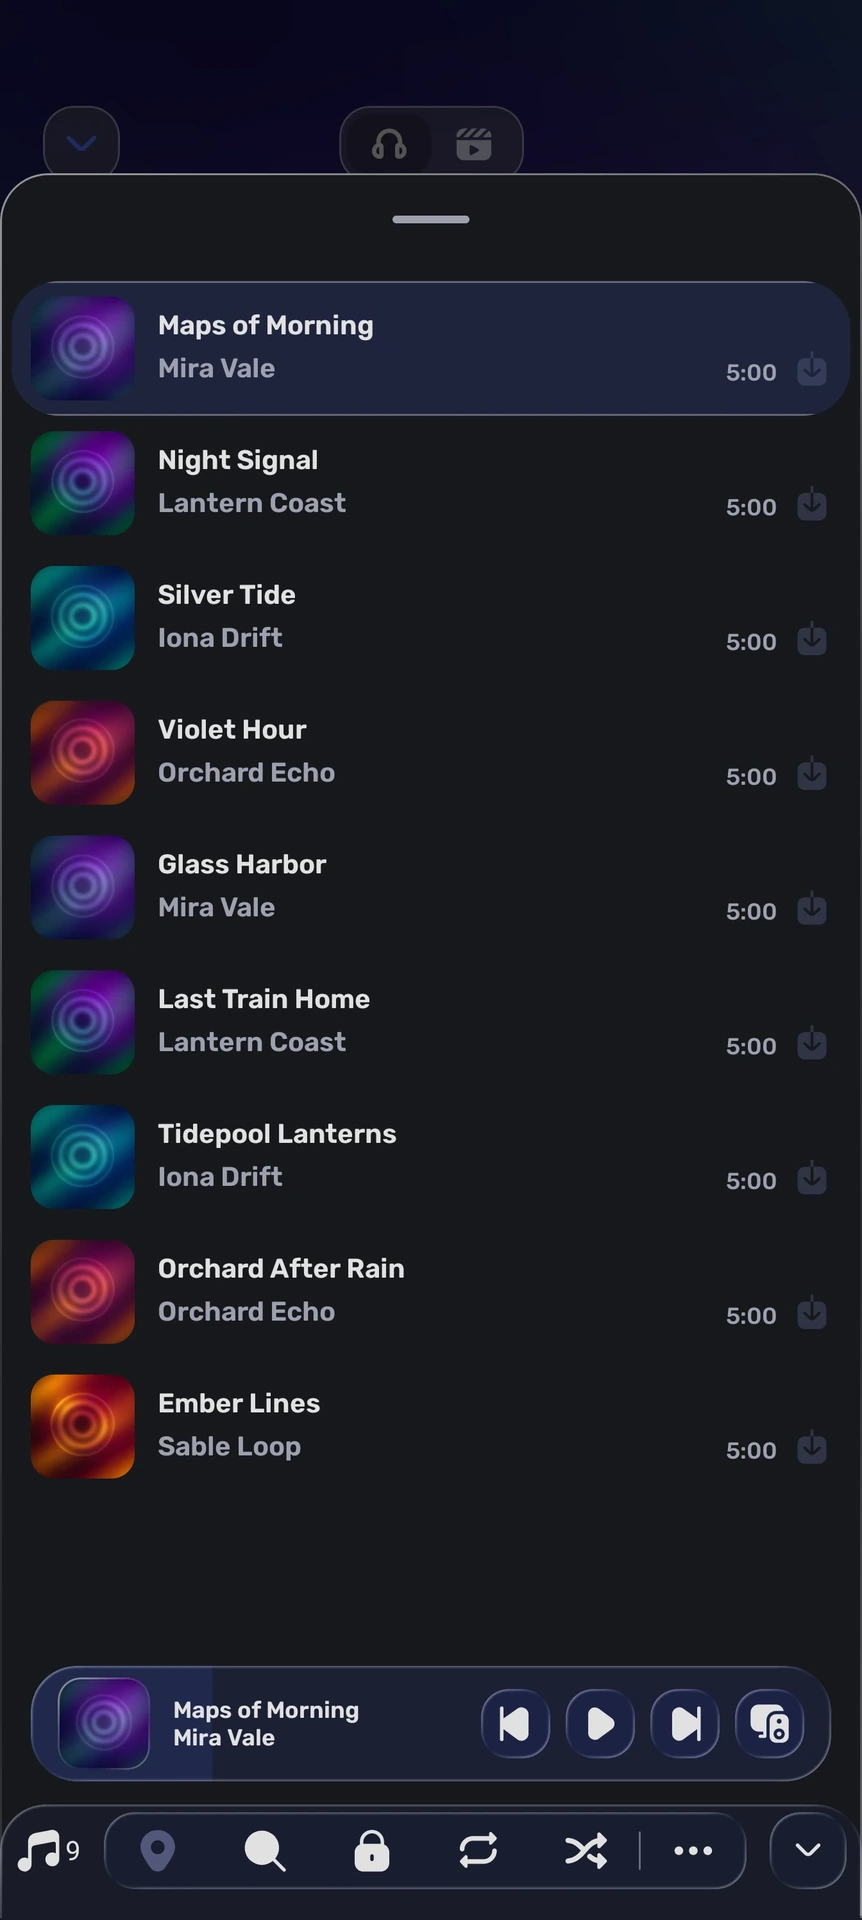 Maps of Morning
Mira Vale
5:00
Night Signal
Lantern Coast
5:00
Silver Tide
Iona Drift
5:00
Violet Hour
Orchard Echo
5:00
Glass Harbor
Mira Vale
5:00
Last Train Home
Lantern Coast
5:00
Tidepool Lanterns
Iona Drift
5:00
Orchard After Rain
Orchard Echo
5:00
Ember Lines
Sable Loop
5:00
Maps of Morning
Mira Vale
9